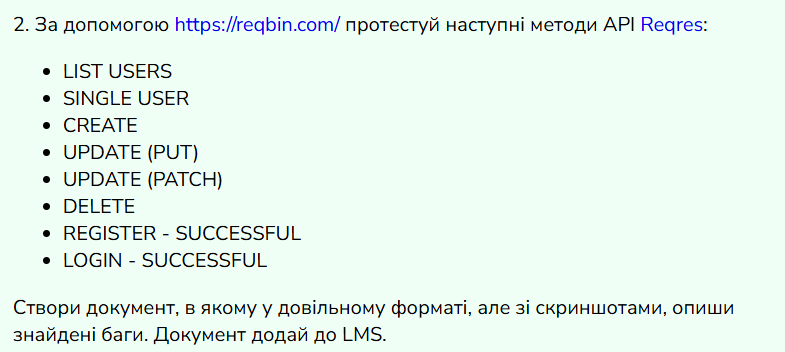 2. За допомогою https://reqbin.com/ протестуй наступні методи API Reqres:
• LIST USERS
• SINGLE USER
• CREATE
• UPDATE (PUT)
• UPDATE (PATCH)
• DELETE
• REGISTER - SUCCESSFUL
• LOGIN - SUCCESSFUL
Створи документ, в якому у довільному форматі, але зі скриншотами, опиши
знайдені баги. Документ додай до LMS.